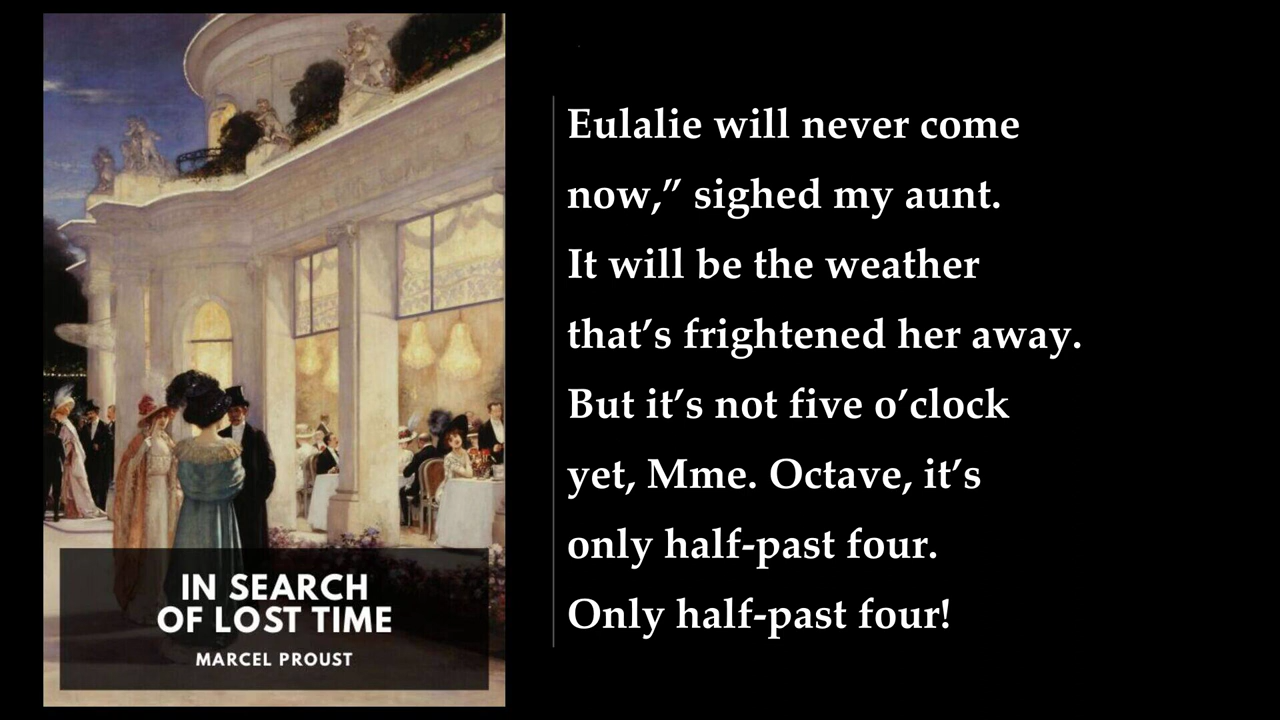 IN SEARCH
OF LOST TIME
MARCEL PROUST
Eulalie will never come
now,” sighed my aunt.
It will be the weather
that’s frightened her away.
But it’s not five o’clock
yet, Mme. Octave, it’s
only half-past four.
Only half-past four!